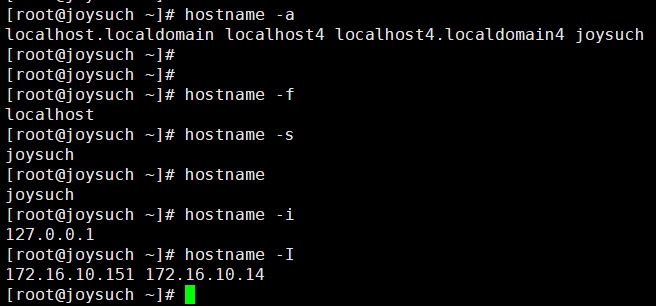 [root@joysuch ~]# hostname -a
localhost.localdomain localhost4 localhost4.localdomain4 joysuch
[root@joysuch ~]#
[root@joysuch ~]#
[root@joysuch ~]# hostname -f
localhost
[root@joysuch ~]# hostname -s
joysuch
[root@joysuch ~]# hostname
joysuch
[root@joysuch ~]# hostname -i
127.0.0.1
[root@joysuch ~]# hostname -I
172.16.10.151 172.16.10.14
[root@joysuch ~]#